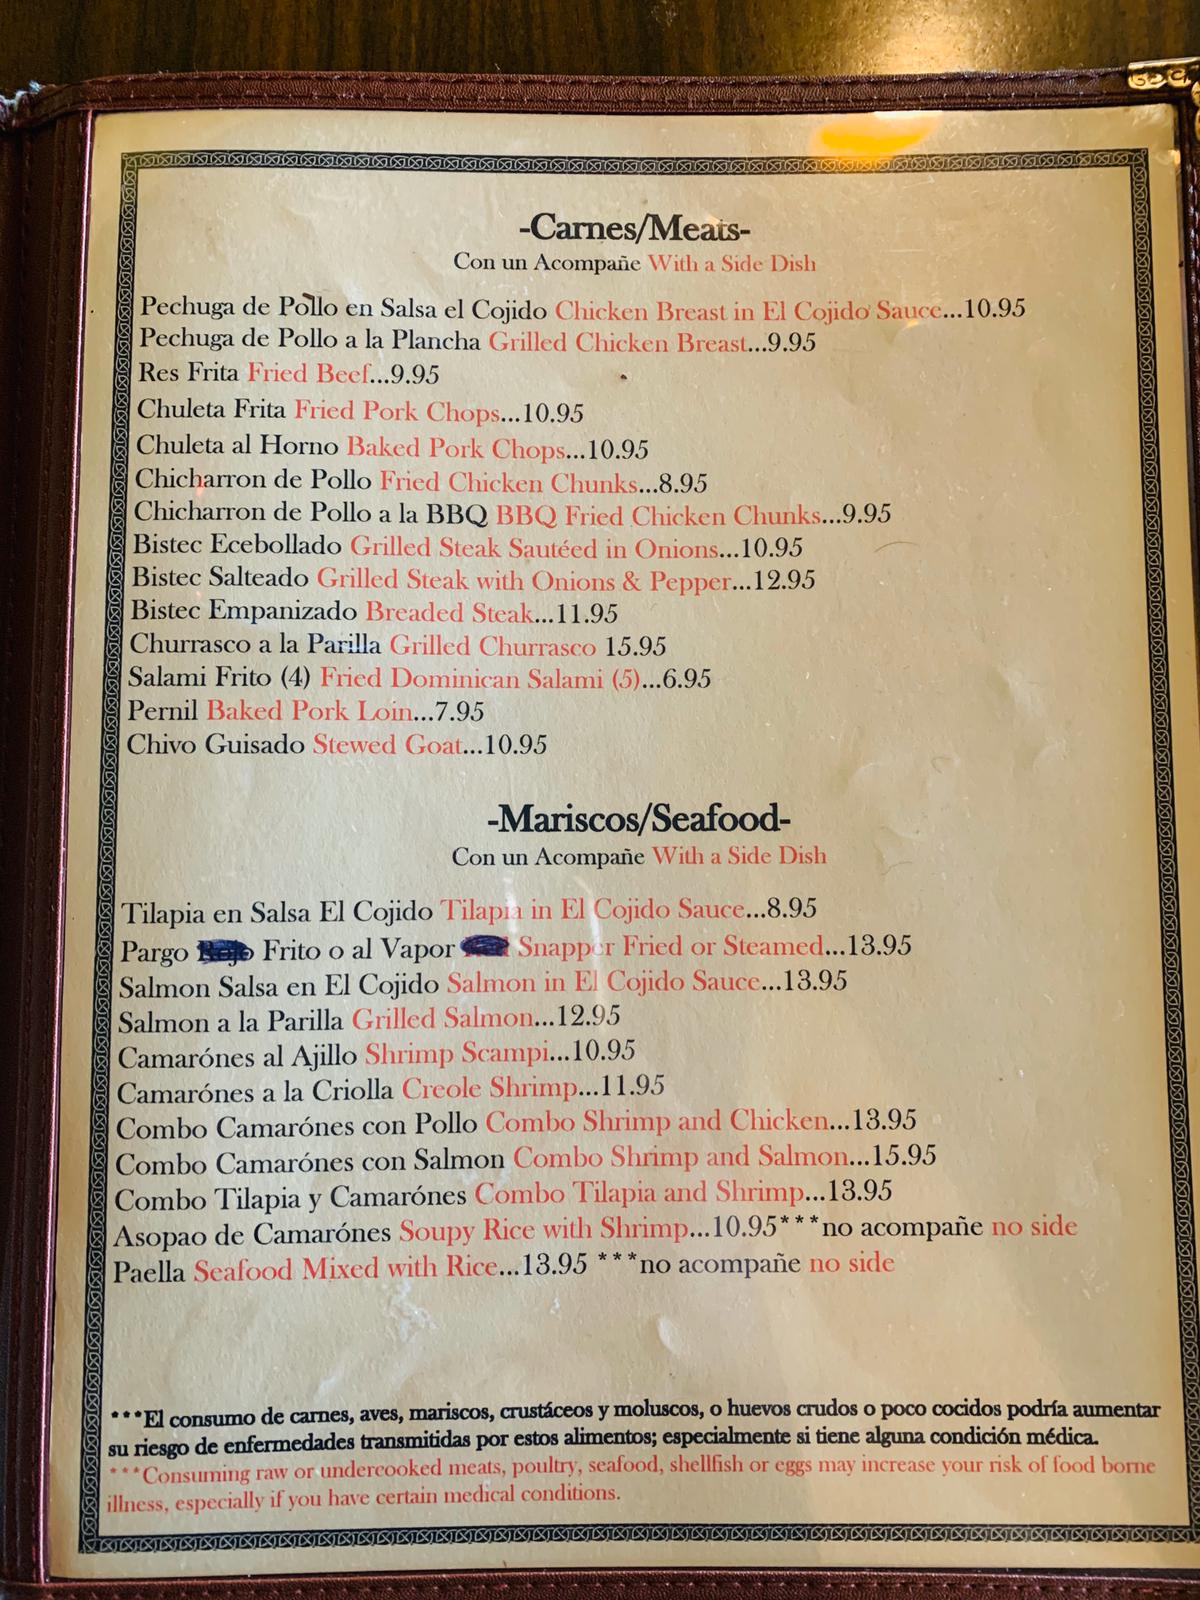 -Carnes/Meats-
Con un Acompañe With a Side Dish
Pechuga de Pollo en Salsa el Cojido Chicken Breast in El Cojido Sauce...10.95
Pechuga de Pollo a la Plancha Grilled Chicken Breast...9.95
Res Frita Fried Beef...9.95
Chuleta Frita Fried Pork Chops...10.95
Chuleta al Horno Baked Pork Chops...10.95
Chicharron de Pollo Fried Chicken Chunks...8.95
Chicharron de Pollo a la BBQ BBQ Fried Chicken Chunks...9.95
Bistec Ecebollado Grilled Steak Sautéed in Onions...10.95
Bistec Salteado Grilled Steak with Onions & Pepper...12.95
Bistec Empanizado Breaded Steak...11.95
Churrasco a la Parilla Grilled Churrasco 15.95
Salami Frito (4) Fried Dominican Salami (5)...6.95
Pernil Baked Pork Loin...7.95
Chivo Guisado Stewed Goat...10.95
-Mariscos/Seafood-
Con un Acompañe With a Side Dish
Tilapia en Salsa El Cojido Tilapia in El Cojido Sauce...8.95
Pargo Frito o al Vapor Snapper Fried or Steamed...13.95
Salmon Salsa en El Cojido Salmon in El Cojido Sauce...13.95
Salmon a la Parilla Grilled Salmon...12.95
Camarónes al Ajillo Shrimp Scampi...10.95
Camarónes a la Criolla Creole Shrimp...11.95
Combo Camarónes con Pollo Combo Shrimp and Chicken...13.95
Combo Camarónes con Salmon Combo Shrimp and Salmon...15.95
Combo Tilapia y Camarónes Combo Tilapia and Shrimp...13.95
Asopao de Camarónes Soupy Rice with Shrimp...10.95***no acompañe no side
Paella Seafood Mixed with Rice...13.95 ***no acompañe no side
***El consumo de carnes, aves, mariscos, crustáceos y moluscos, o huevos crudos o poco cocidos podría aumentar
su riesgo de enfermedades transmitidas por estos alimentos; especialmente si tiene alguna condición médica.
***Consuming raw or undercooked meats, poultry, seafood, shellfish or eggs may increase your risk of food borne
illness, especially if you have certain medical conditions.